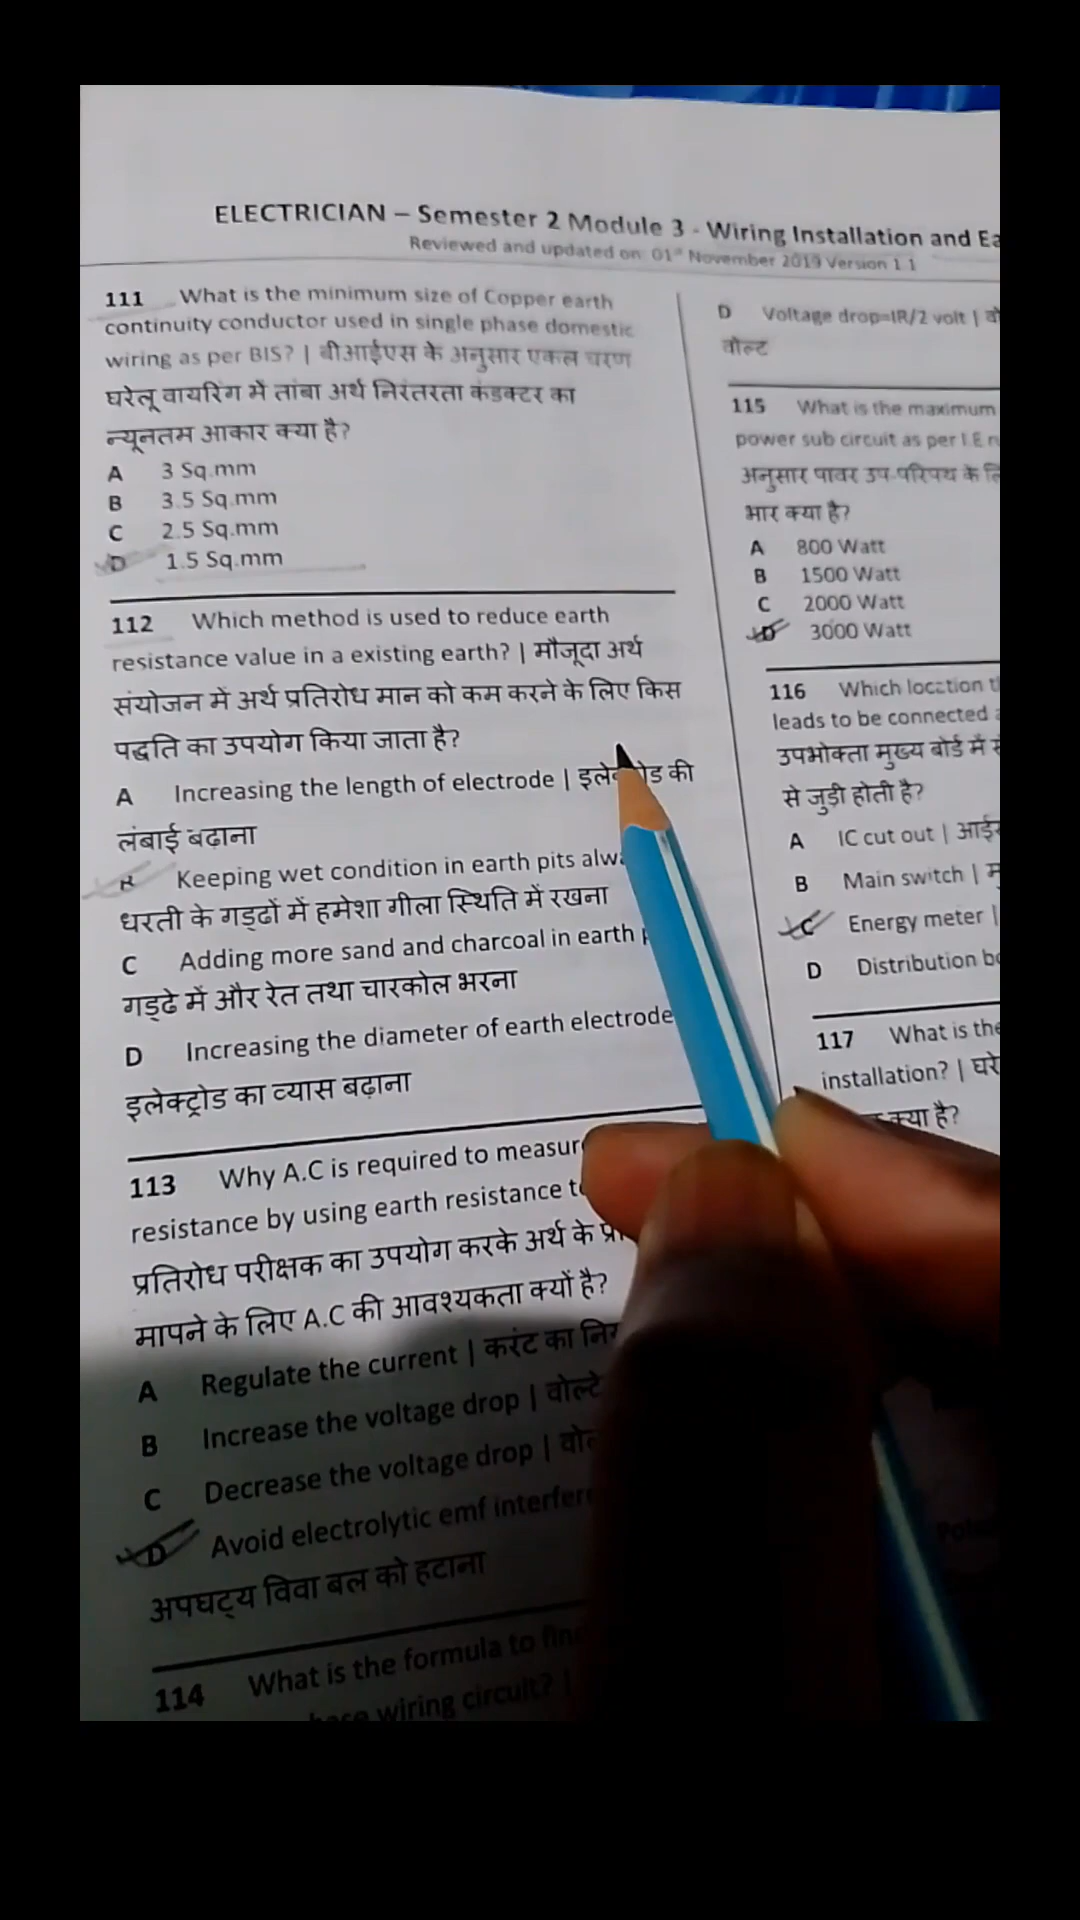 ELECTRICIAN – Semester 2 Module 3 - Wiring Installation and Ea
Reviewed and updated on: 01st November 2019 Version 1.1
111 What is the minimum size of Copper earth
continuity conductor used in single phase domestic
wiring as per BIS? | बीआईएस के अनुसार एकल चरण
घरेलू वायरिंग में तांबा अर्थ निरंतरता कंडक्टर का
न्यूनतम आकार क्या है?
A 3 Sq.mm
B 3.5 Sq.mm
C 2.5 Sq.mm
D 1.5 Sq.mm
112 Which method is used to reduce earth
resistance value in a existing earth? | मौजूदा अर्थ
संयोजन में अर्थ प्रतिरोध मान को कम करने के लिए किस
पद्धति का उपयोग किया जाता है?
A Increasing the length of electrode | की
लंबाई बढ़ाना
B Keeping wet condition in earth pits
धरती के गड्ढों में हमेशा गीला स्थिति में रखना
C Adding more sand and charcoal in earth
गड्ढे में और रेत तथा चारकोल भरना
D Increasing the diameter of earth electrode
इलेक्ट्रोड का व्यास बढ़ाना
113 Why A.C is required to measur
resistance by using earth resistance
प्रतिरोध परीक्षक का उपयोग करके अर्थ के
मापने के लिए A.C की आवश्यकता क्यों है?
A Regulate the current | करंट का
B Increase the voltage drop |
C Decrease the voltage drop |
D Avoid electrolytic emf
अपघट्य विवा बल को हटाना
114 What is the formula to
wiring circuit? |
D Voltage drop=IR/2 volt |
वोल्ट
115 What is the maximum
power sub circuit as per I.E
अनुसार पावर उप-परिपथ के
भार क्या है?
A 800 Watt
B 1500 Watt
C 2000 Watt
D 3000 Watt
116 Which location
leads to be connected
उपभोक्ता मुख्य बोर्ड में
से जुड़ी होती है?
A IC cut out |
B Main switch |
C Energy meter |
D Distribution
117 What is the
installation? |
क्या है?